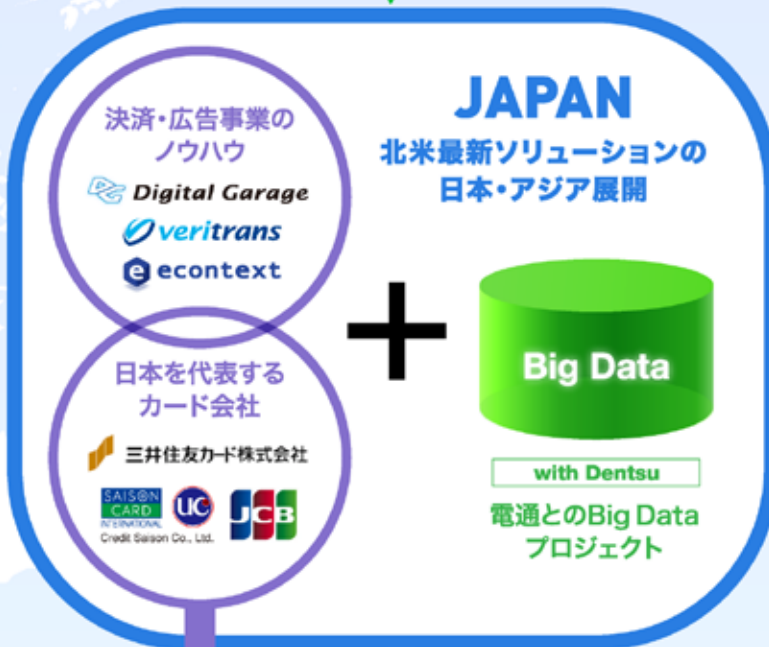 決済・広告事業の
ノウハウ
DG Digital Garage
veritrans
e econtext
日本を代表する
カード会社
三井住友カード株式会社
SAISON
CARD
INTERNATIONAL
UC
JCB
Credit Saison Co., Ltd.
JAPAN
北米最新ソリューションの
日本・アジア展開
+
Big Data
with Dentsu
電通とのBig Data
プロジェクト